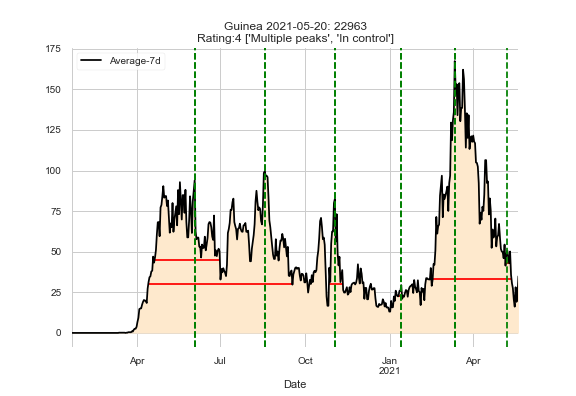 Guinea 2021-05-20: 22963
Rating:4 ['Multiple peaks', 'In control']
Average-7d
175
150
125
100
75
50
25
0
Apr
Jul
Oct
Jan
2021
Apr
Date